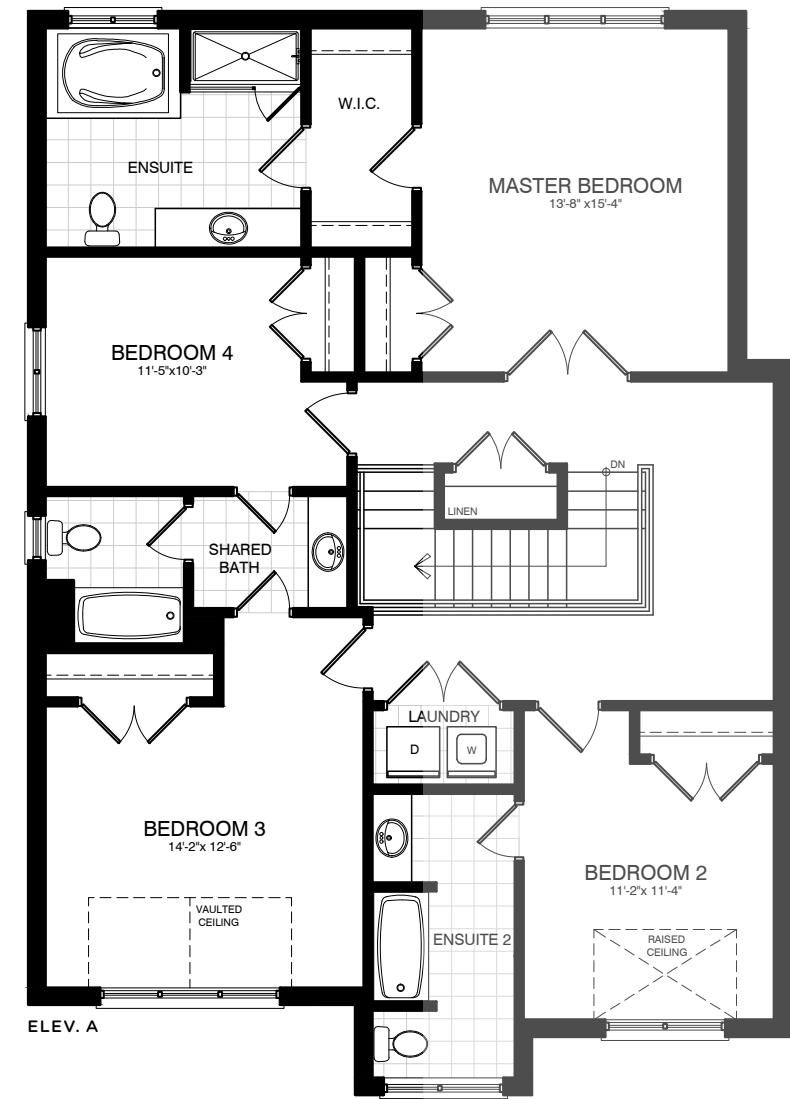 W.I.C.
ENSUITE
MASTER BEDROOM
13'-8" x15'-4"
BEDROOM 4
11'-5"x10'-3"
DN
LINEN
SHARED
BATH
LAUNDRY
D
W
BEDROOM 3
14'-2"x 12'-6"
BEDROOM 2
11'-2"x 11'-4"
VAULTED
CEILING
ENSUITE 2
RAISED
CEILING
ELEV. A